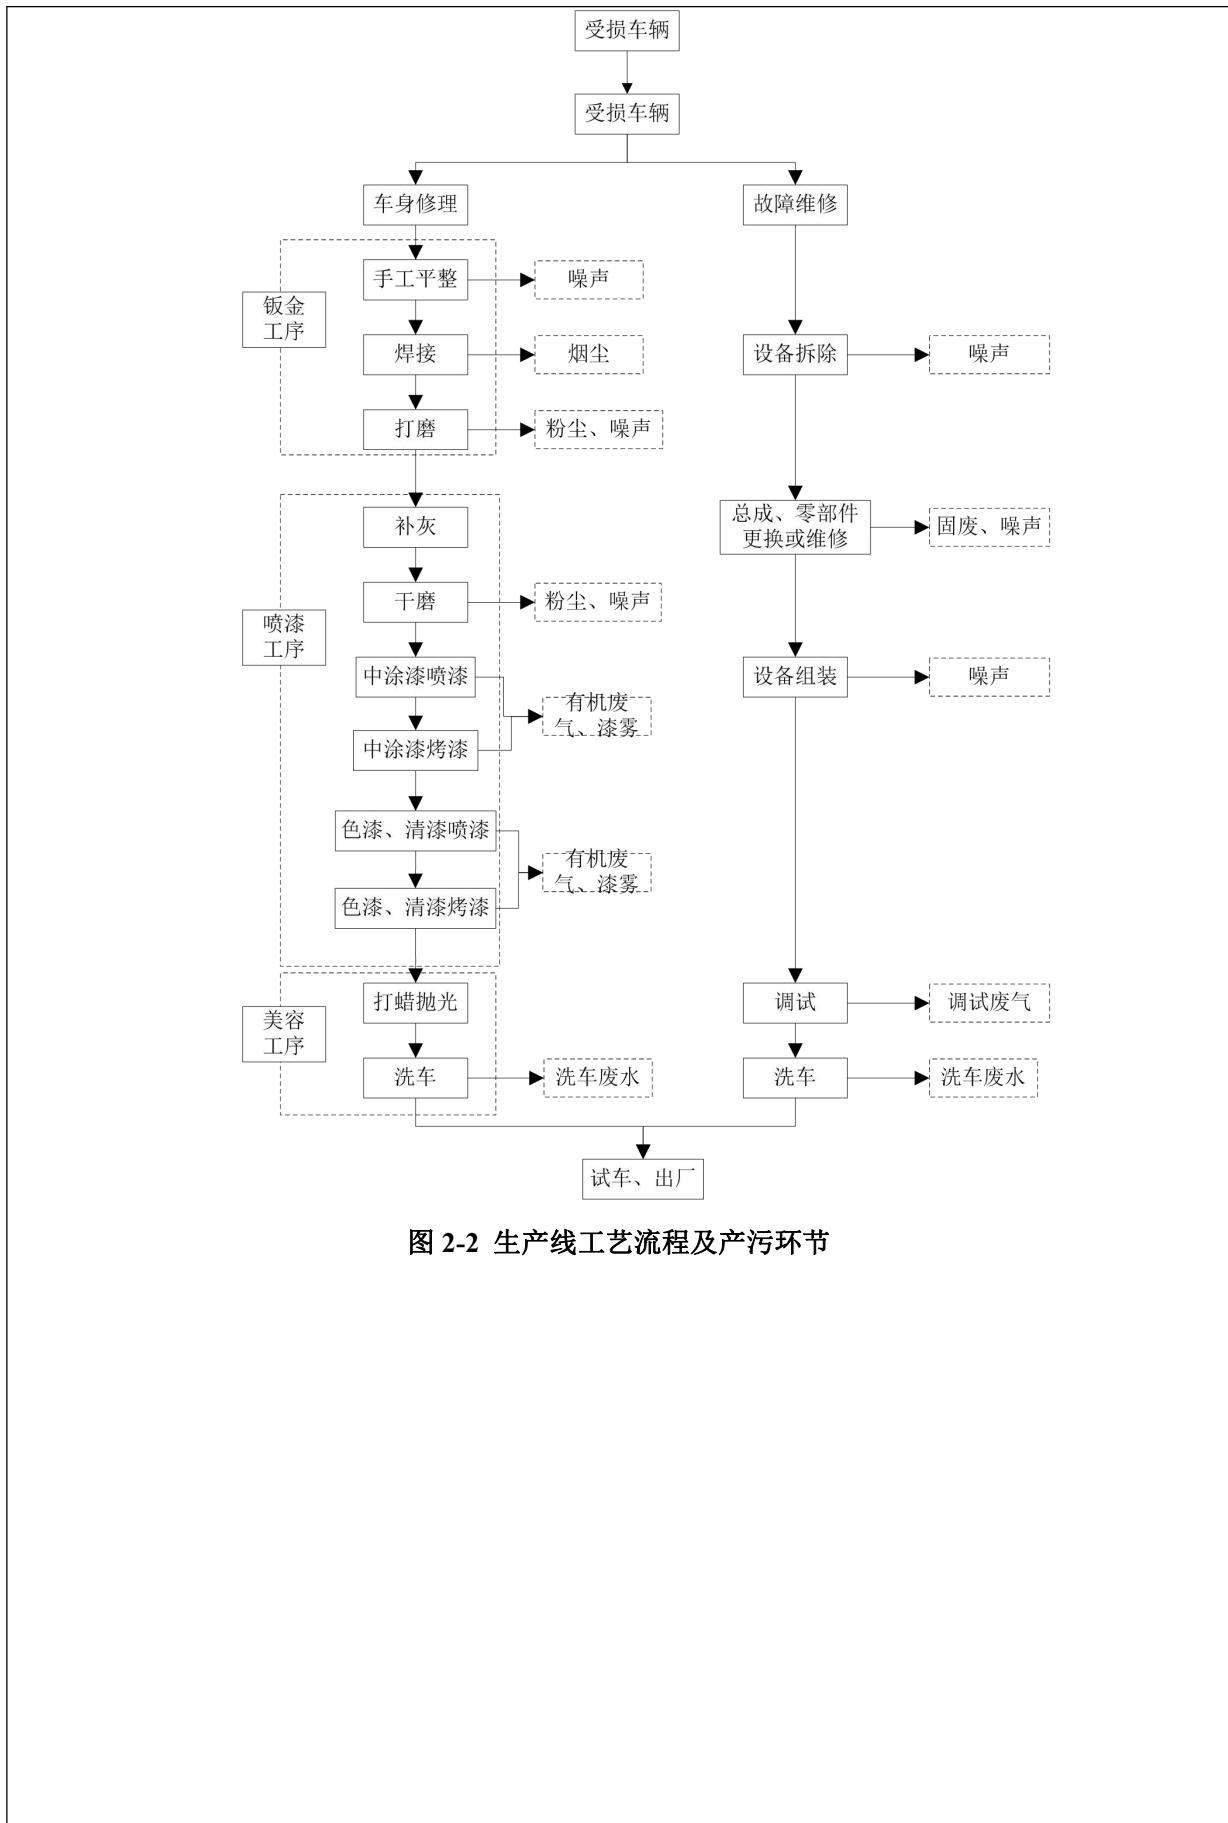 受损车辆
受损车辆
车身修理
故障维修
手工平整
噪声
钣金
工序
焊接
烟尘
设备拆除
噪声
打磨
粉尘、噪声
补灰
总成、零部件
更换或维修
固废、噪声
干磨
粉尘、噪声
喷漆
工序
中涂漆喷漆
设备组装
噪声
有机废
气、漆雾
中涂漆烤漆
色漆、清漆喷漆
有机废
气、漆雾
色漆、清漆烤漆
打蜡抛光
调试
调试废气
美容
工序
洗车
洗车废水
洗车
洗车废水
试车、出厂
图 2-2 生产线工艺流程及产污环节